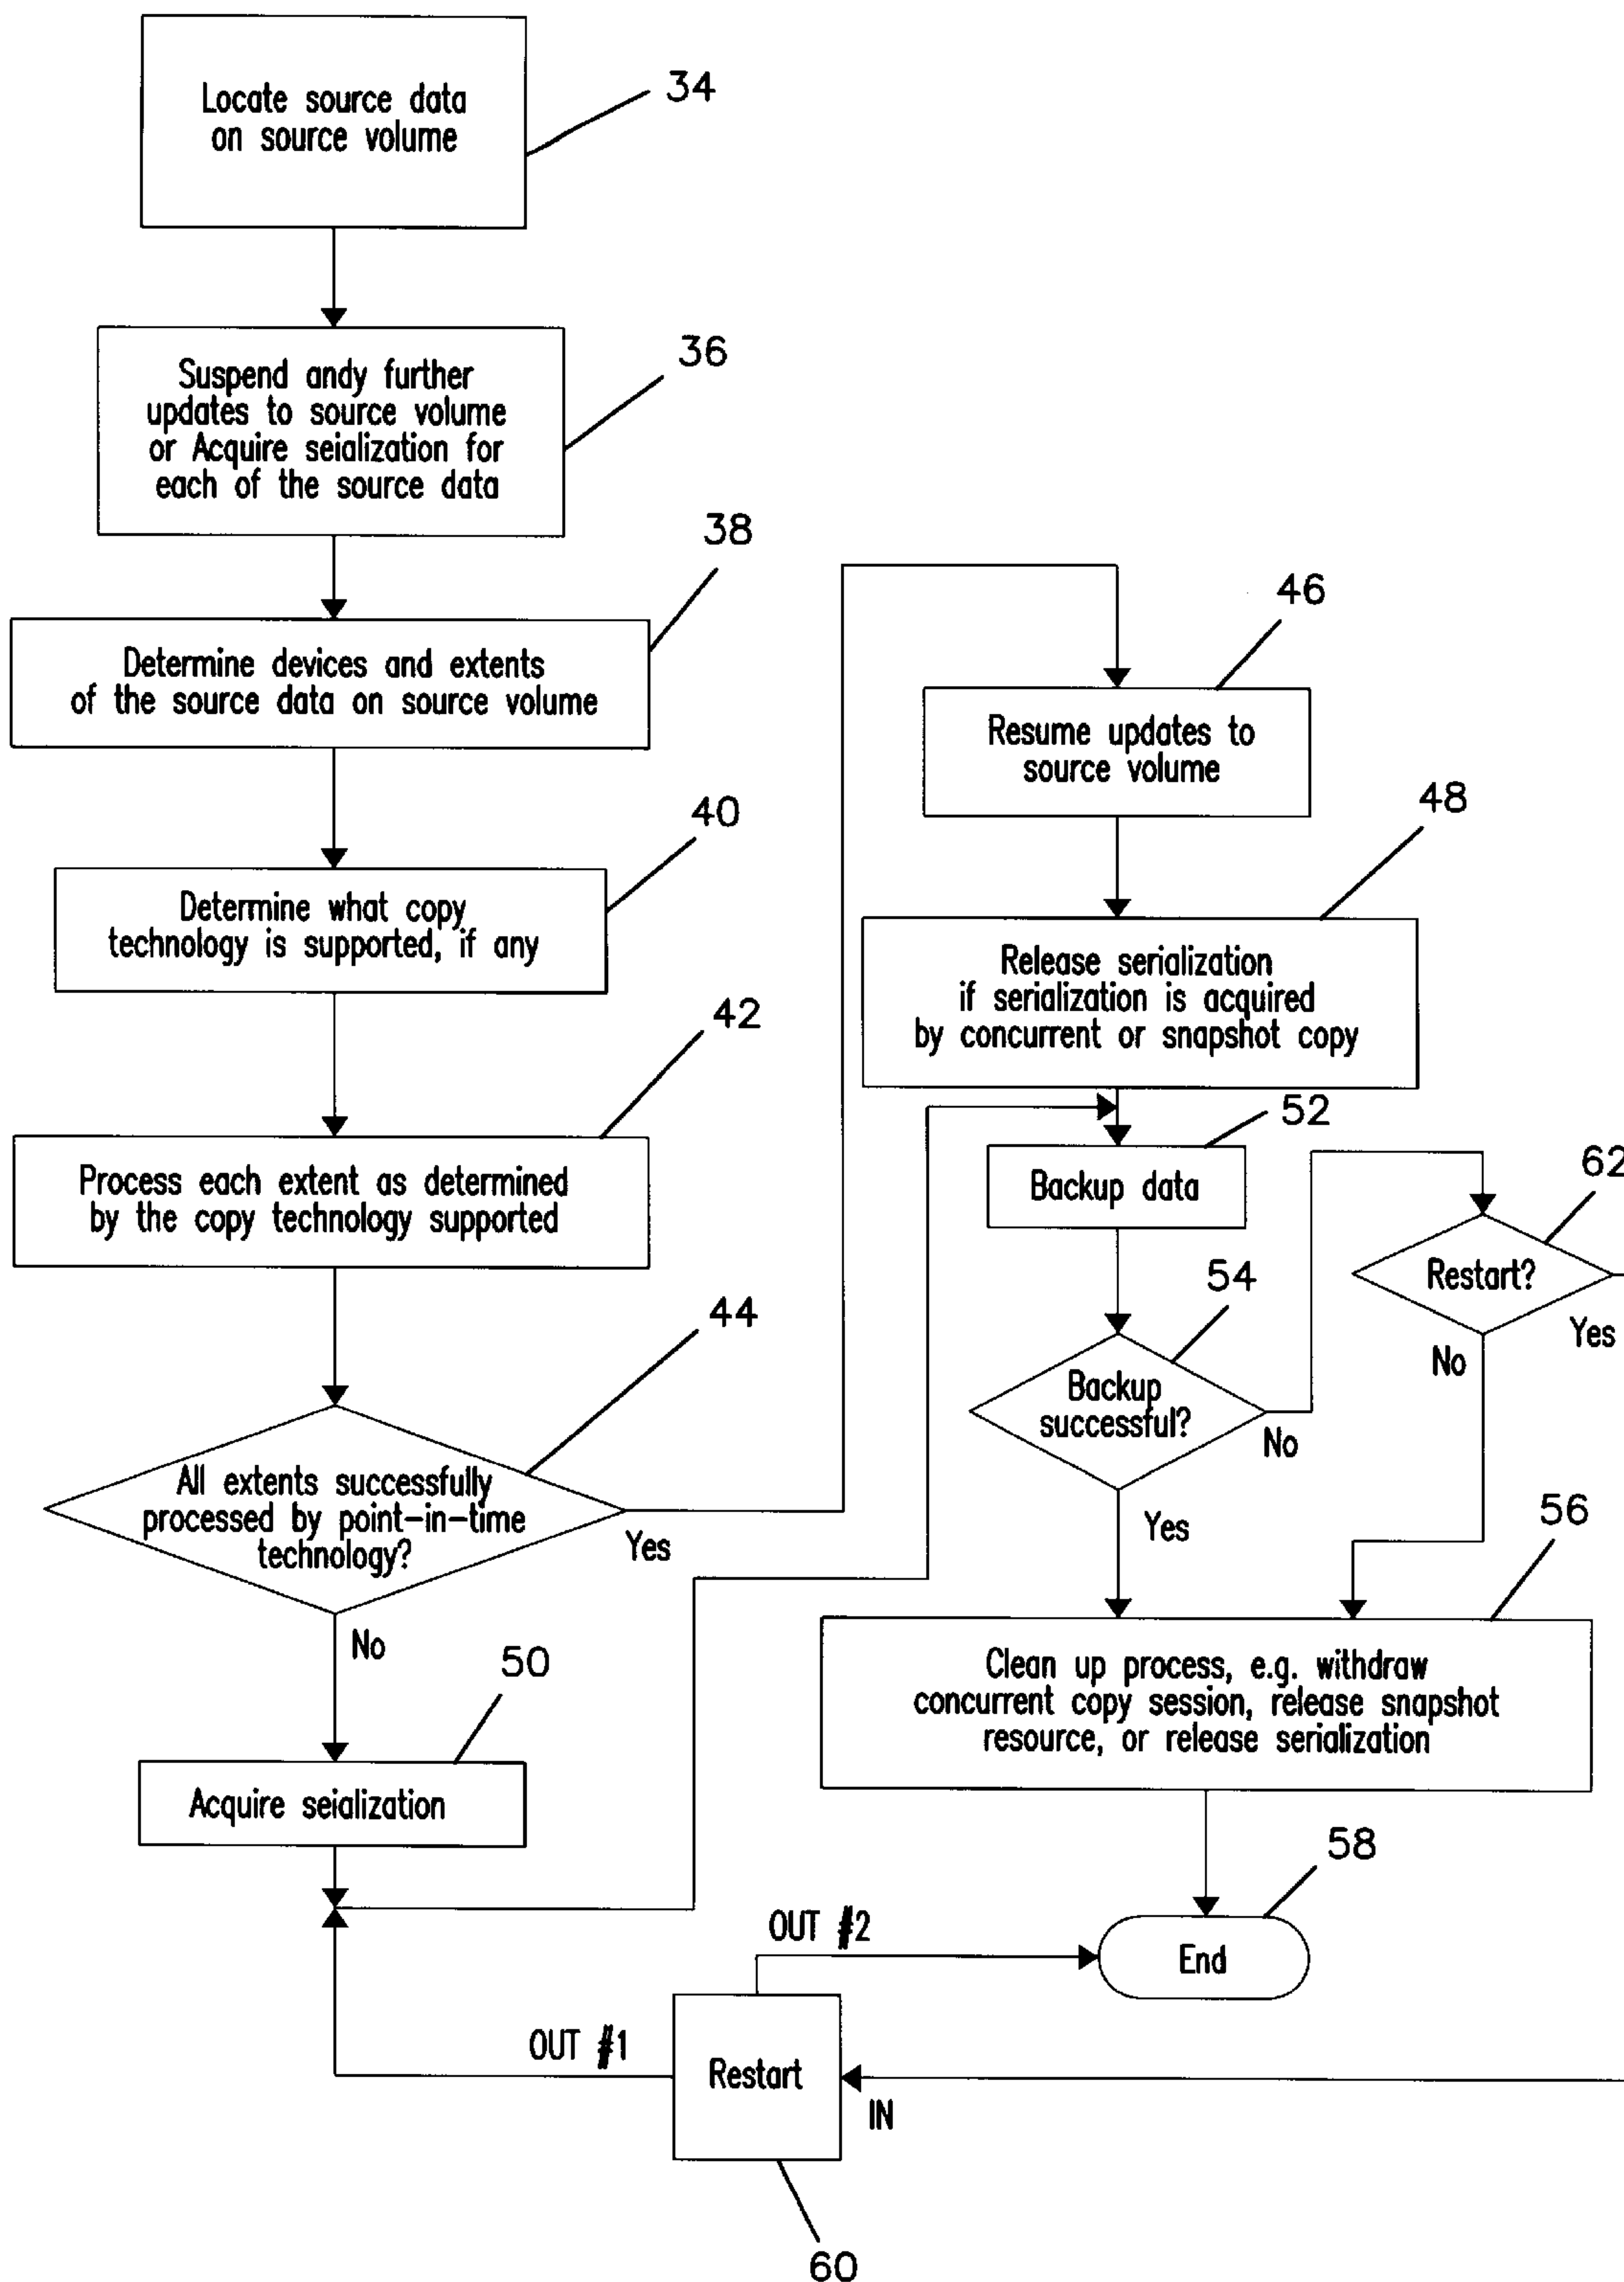 Locate source data
on source volume
34
Suspend andy further
updates to source volume
or Acquire seialization for
each of the source data
36
Determine devices and extents
of the source data on source volume
38
Determine what copy
technology is supported, if any
40
Process each extent as determined
by the copy technology supported
42
All extents successfully
processed by point-in-time
technology?
44
Yes
No
Acquire seialization
50
Resume updates to
source volume
46
Release serialization
if serialization is acquired
by concurrent or snapshot copy
48
Backup data
52
Backup
successful?
54
No
Yes
Restart?
62
Yes
No
Clean up process, e.g. withdraw
concurrent copy session, release snapshot
resource, or release serialization
56
End
58
OUT #2
OUT #1
Restart
IN
60